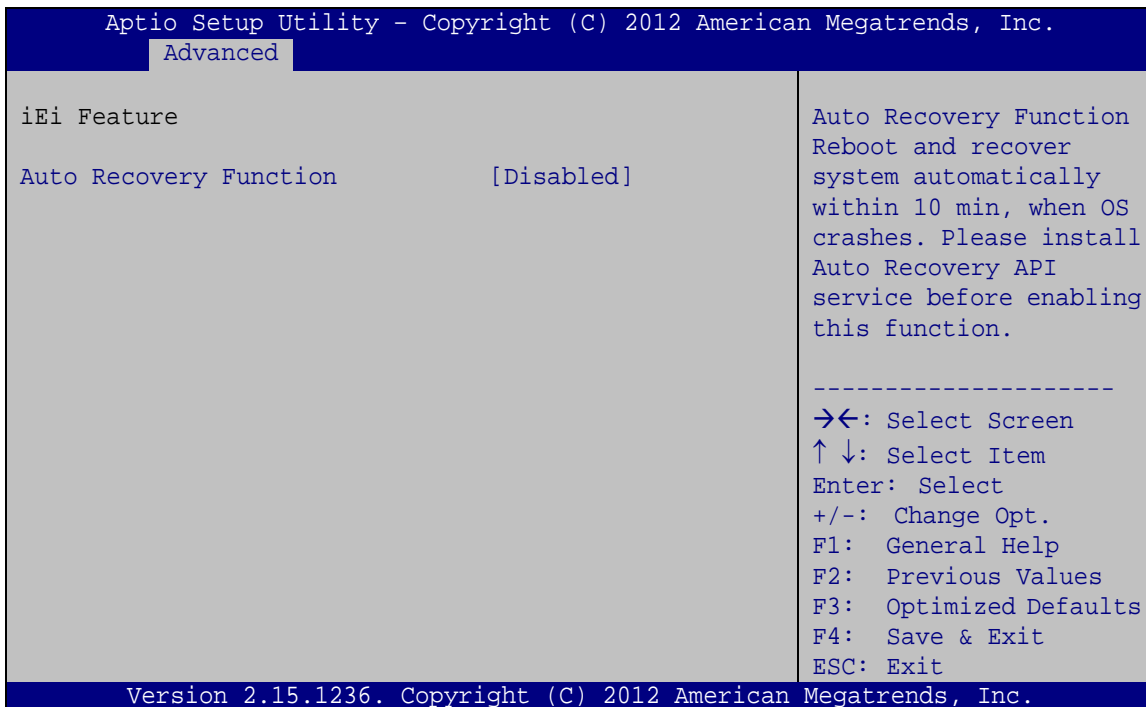 Aptio Setup Utility – Copyright (C) 2012 American Megatrends, Inc.
Advanced
iEi Feature
Auto Recovery Function [Disabled]
Auto Recovery Function
Reboot and recover
system automatically
within 10 min, when OS
crashes. Please install
Auto Recovery API
service before enabling
this function.
---------------------
→←: Select Screen
↑ ↓: Select Item
Enter: Select
+/-: Change Opt.
F1: General Help
F2: Previous Values
F3: Optimized Defaults
F4: Save & Exit
ESC: Exit
Version 2.15.1236. Copyright (C) 2012 American Megatrends, Inc.